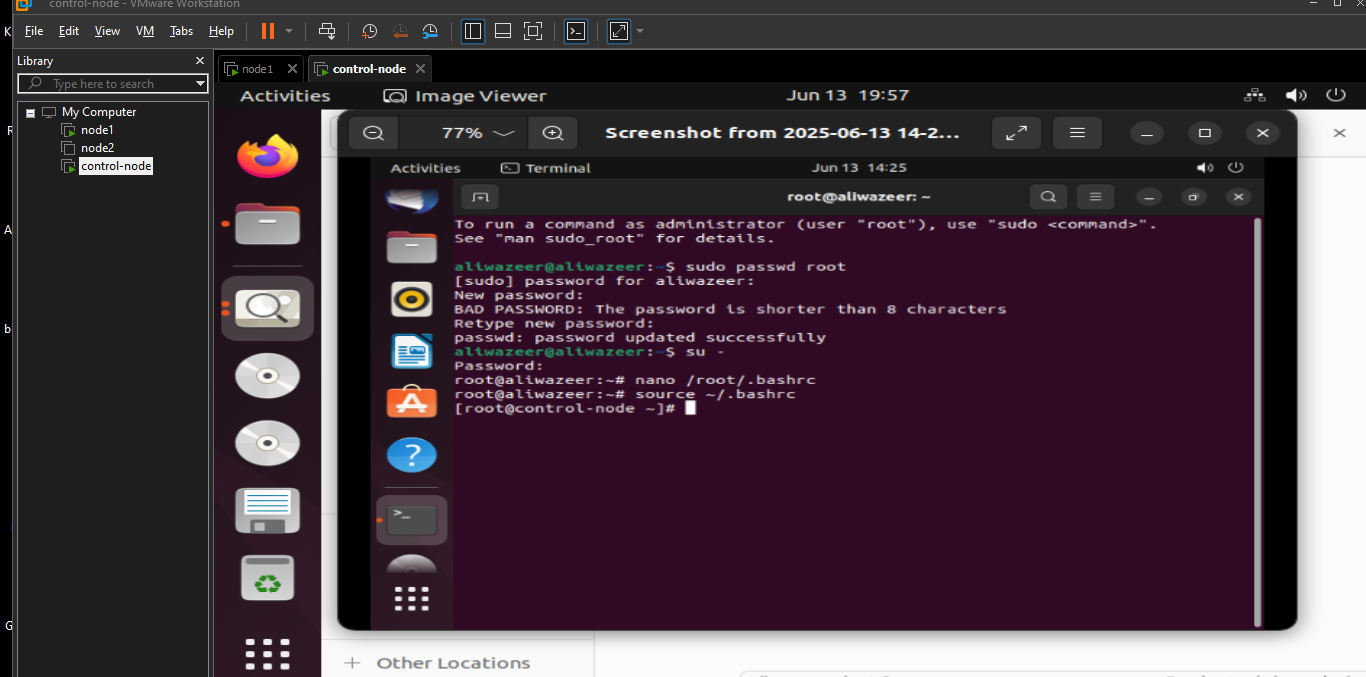 control-node - VMware Workstation
File Edit View VM Tabs Help
Library
Type here to search
My Computer
node1
node2
control-node
node1
control-node
Activities
Image Viewer
Jun 13 19:57
77%
Screenshot from 2025-06-13 14-2...
Activities
Terminal
Jun 13 14:25
root@aliwazeer: ~
To run a command as administrator (user "root"), use "sudo <command>".
See "man sudo_root" for details.
aliwazeer@aliwazeer:~$ sudo passwd root
[sudo] password for aliwazeer:
New password:
BAD PASSWORD: The password is shorter than 8 characters
Retype new password:
passwd: password updated successfully
aliwazeer@aliwazeer:~$ su -
Password:
root@aliwazeer:~# nano /root/.bashrc
root@aliwazeer:~# source ~/.bashrc
[root@control-node ~]#
Other Locations